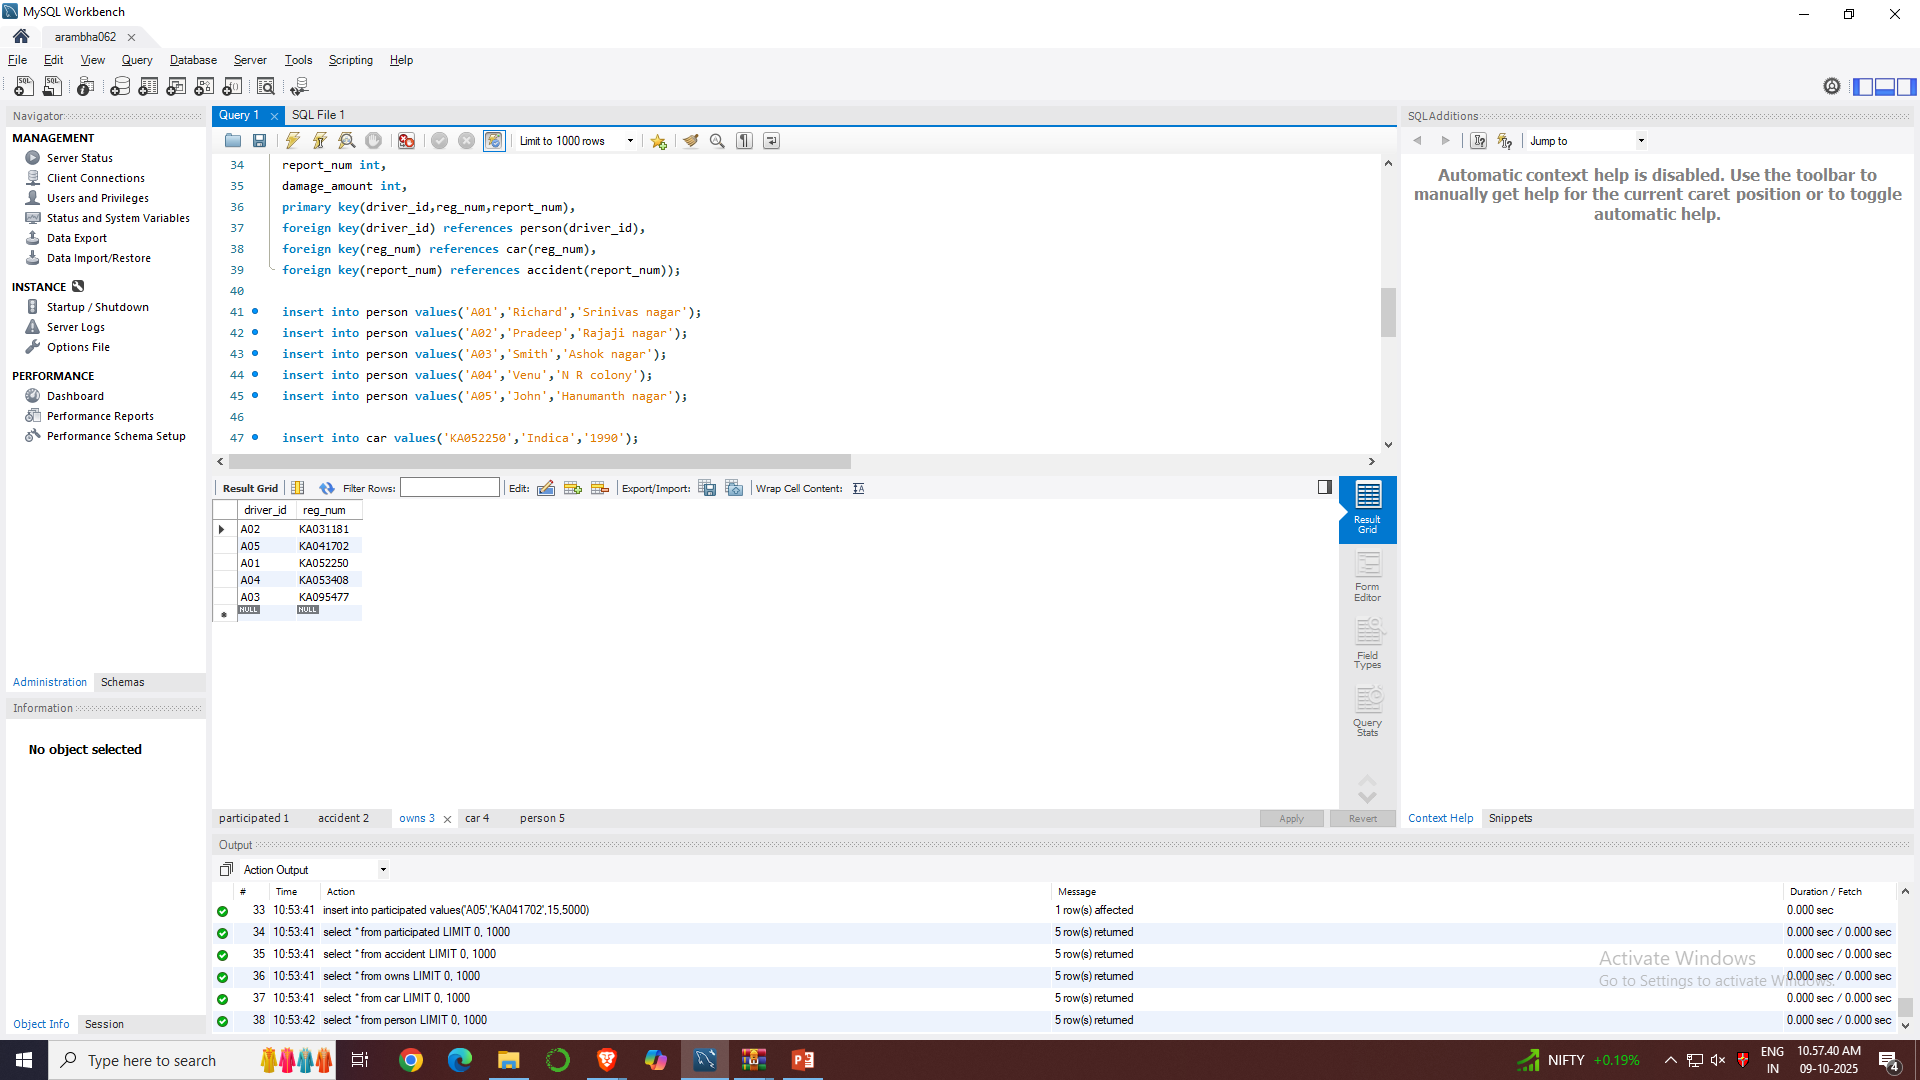 MySQL Workbench
arambha062
File Edit View Query Database Server Tools Scripting Help
Navigator
MANAGEMENT
Server Status
Client Connections
Users and Privileges
Status and System Variables
Data Export
Data Import/Restore
INSTANCE
Startup / Shutdown
Server Logs
Options File
PERFORMANCE
Dashboard
Performance Reports
Performance Schema Setup
Administration Schemas
Information
No object selected
Object Info Session
Query 1 SQL File 1
Limit to 1000 rows
34 report_num int,
35 damage_amount int,
36 primary key(driver_id,reg_num,report_num),
37 foreign key(driver_id) references person(driver_id),
38 foreign key(reg_num) references car(reg_num),
39 foreign key(report_num) references accident(report_num));
40
41 insert into person values('A01','Richard','Srinivas nagar');
42 insert into person values('A02','Pradeep','Rajaji nagar');
43 insert into person values('A03','Smith','Ashok nagar');
44 insert into person values('A04','Venu','N R colony');
45 insert into person values('A05','John','Hanumanth nagar');
46
47 insert into car values('KA052250','Indica','1990');
Result Grid Filter Rows: Edit: Export/Import: Wrap Cell Content:
driver_id reg_num
A02 KA031181
A05 KA041702
A01 KA052250
A04 KA053408
A03 KA095477
NULL NULL
Result Grid
Form Editor
Field Types
Query Stats
participated 1 accident 2 owns 3 car 4 person 5 Apply Revert
SQLAdditions
Jump to
Automatic context help is disabled. Use the toolbar to
manually get help for the current caret position or to toggle
automatic help.
Context Help Snippets
Output
Action Output
# Time Action Message Duration / Fetch
33 10:53:41 insert into participated values('A05','KA041702',15,5000) 1 row(s) affected 0.000 sec
34 10:53:41 select * from participated LIMIT 0, 1000 5 row(s) returned 0.000 sec / 0.000 sec
35 10:53:41 select * from accident LIMIT 0, 1000 5 row(s) returned 0.000 sec / 0.000 sec
36 10:53:41 select * from owns LIMIT 0, 1000 5 row(s) returned 0.000 sec / 0.000 sec
37 10:53:41 select * from car LIMIT 0, 1000 5 row(s) returned 0.000 sec / 0.000 sec
38 10:53:42 select * from person LIMIT 0, 1000 5 row(s) returned 0.000 sec / 0.000 sec
Activate Windows
Go to Settings to activate Windows.
Type here to search
NIFTY +0.19%
ENG
IN
10.57.40 AM
09-10-2025
4